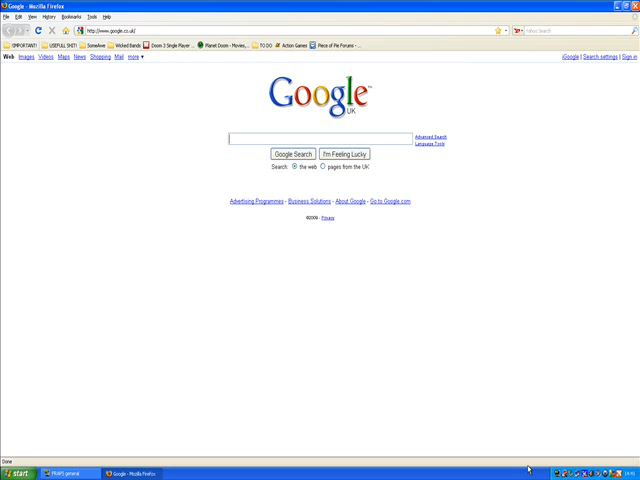 Google - Mozilla Firefox
File Edit View History Bookmarks Tools Help
http://www.google.co.uk/ Yahoo Search
!IMPORTANT! USEFULL SHIT! SomeAwe Wicked Bands Doom 3 Single Player ... Planet Doom - Movies,... TO DO Action Games Piece of Pie Forums - ...
Web Images Videos Maps News Shopping Mail more ▼ iGoogle | Search settings | Sign in
Google™
UK
Advanced Search
Language Tools
Google Search I'm Feeling Lucky
Search: the web pages from the UK
Advertising Programmes - Business Solutions - About Google - Go to Google.com
©2009 - Privacy
Done
start FRAPS general Google - Mozilla Firefox